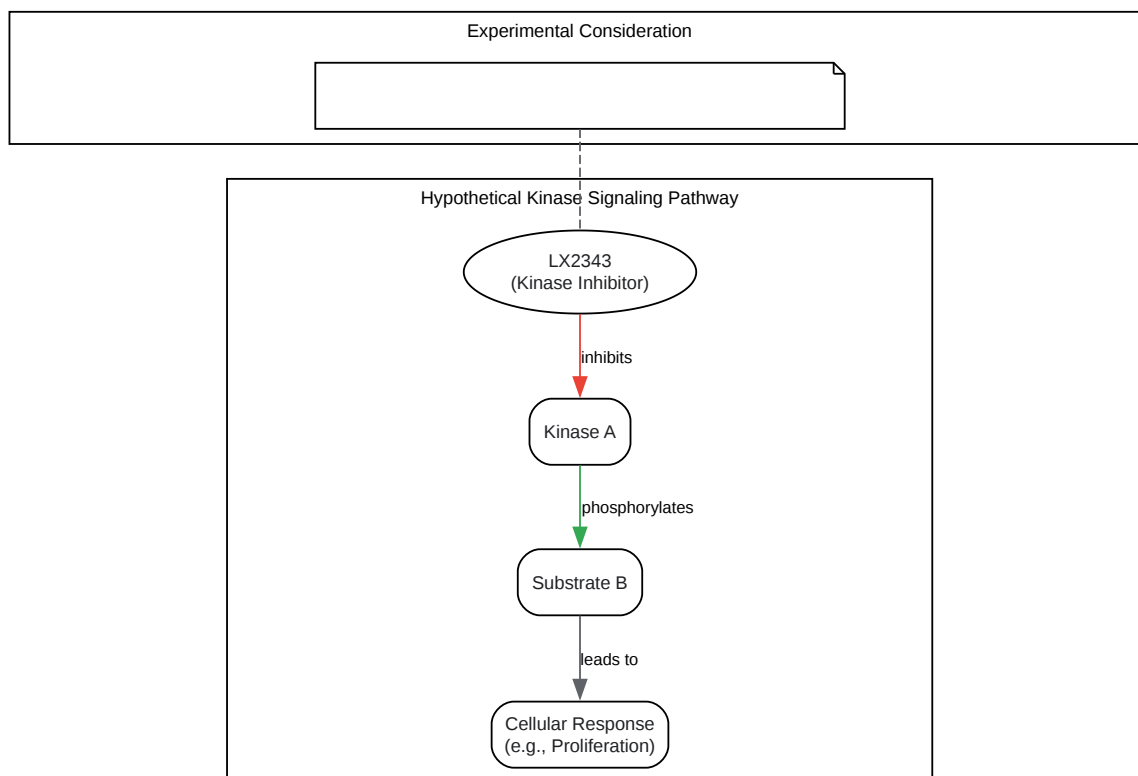 Experimental Consideration
Hypothetical Kinase Signaling Pathway
LX2343
(Kinase Inhibitor)
inhibits
Kinase A
phosphorylates
Substrate B
leads to
Cellular Response
(e.g., Proliferation)